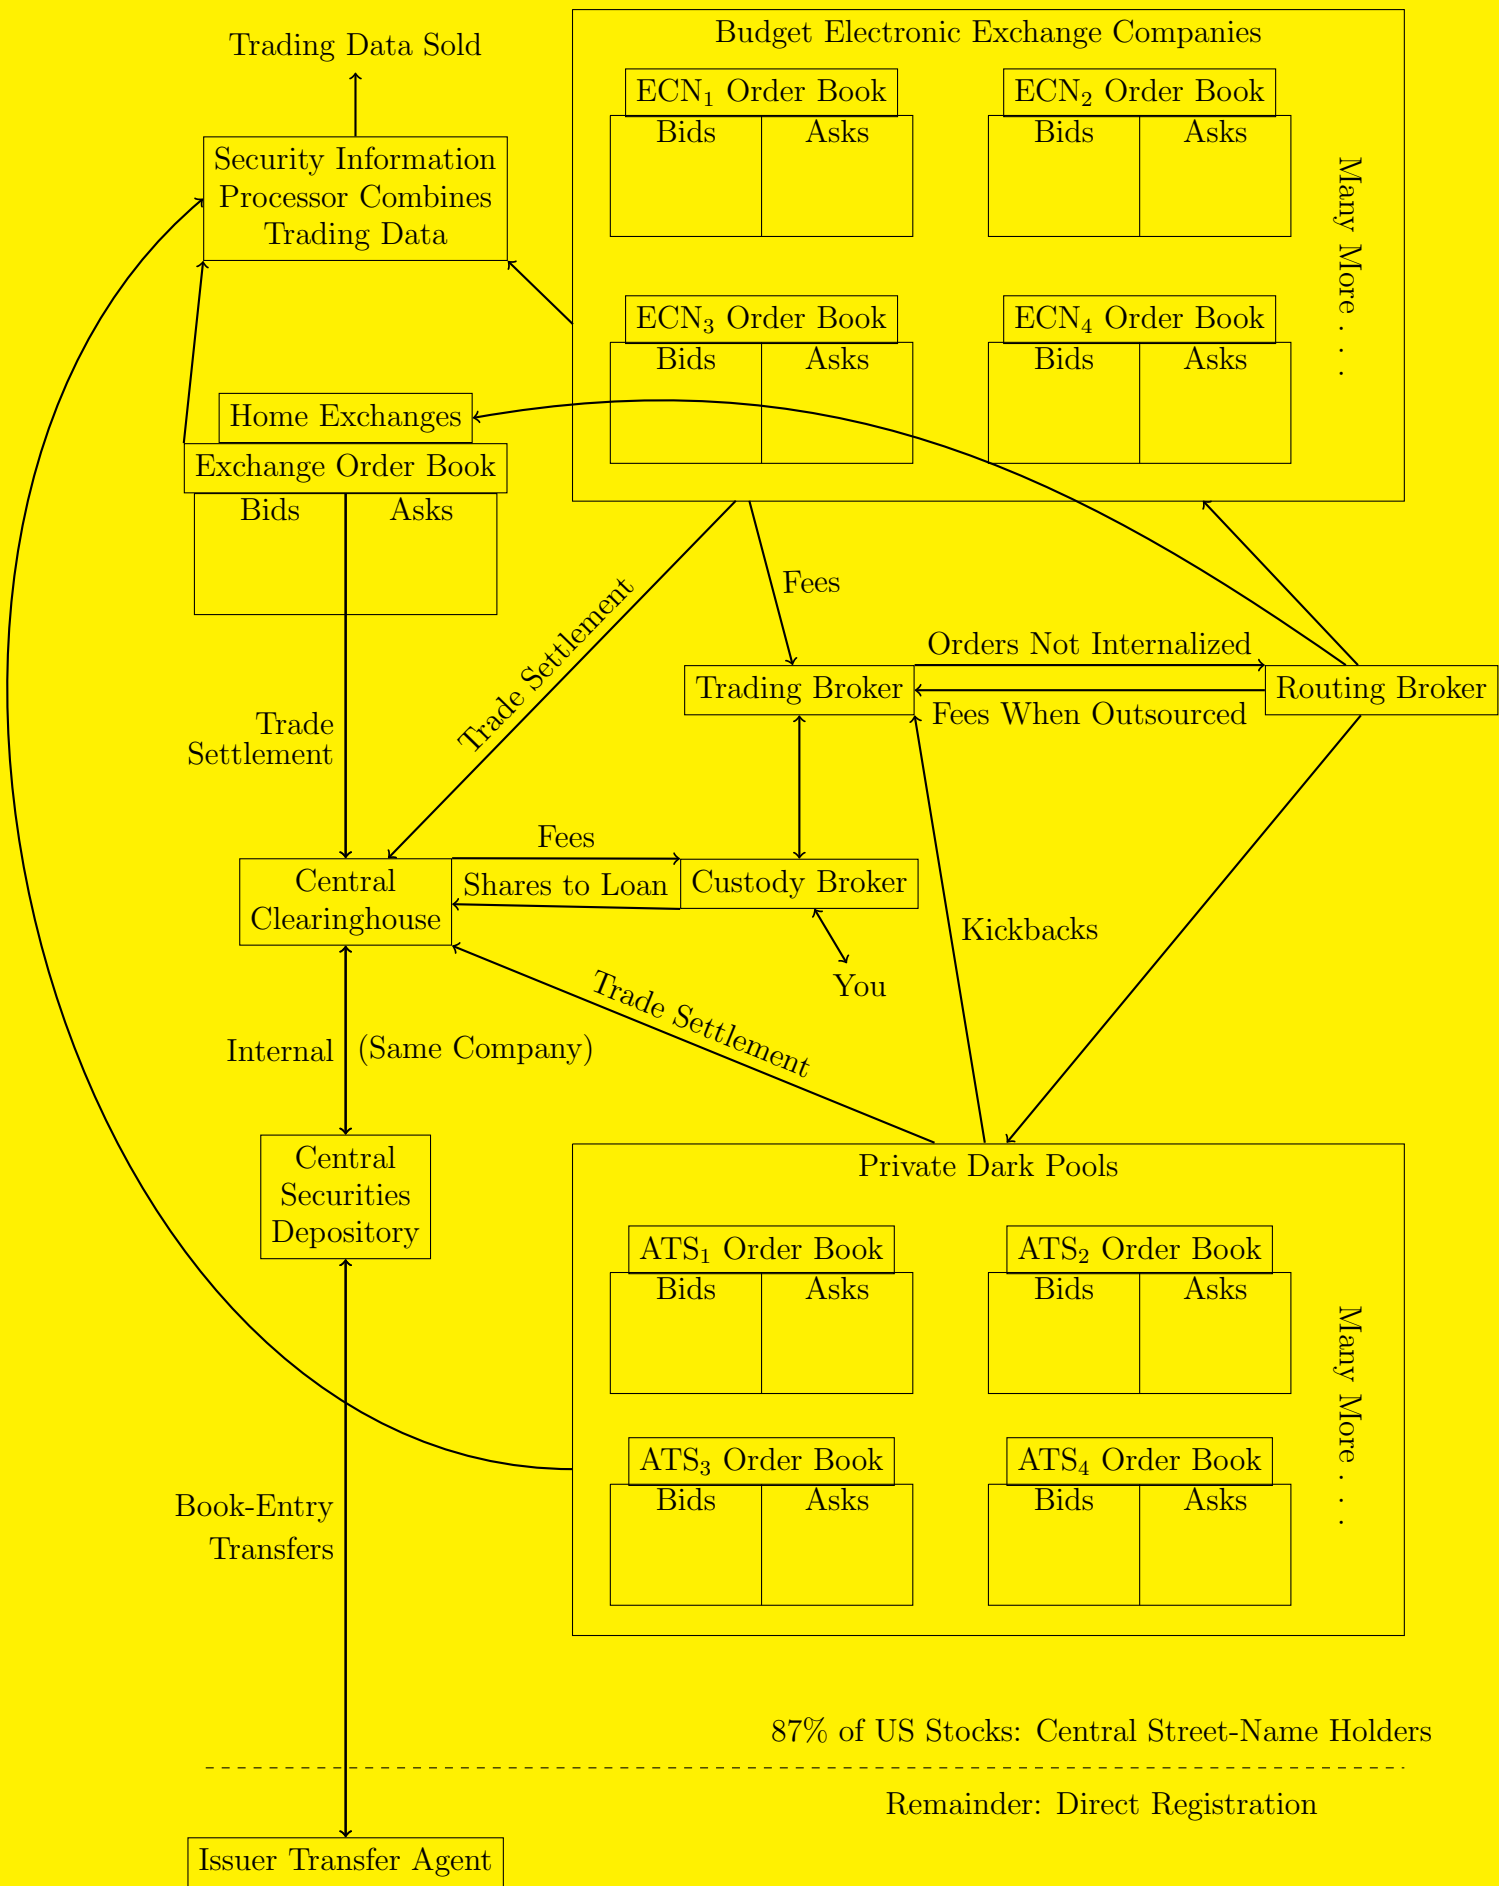 Trading Data Sold
Security Information
Processor Combines
Trading Data
Budget Electronic Exchange Companies
ECN₁ Order Book
Bids
Asks
ECN₂ Order Book
Bids
Asks
ECN₃ Order Book
Bids
Asks
ECN₄ Order Book
Bids
Asks
Many More . . .
Home Exchanges
Exchange Order Book
Bids
Asks
Fees
Trade Settlement
Orders Not Internalized
Trading Broker
Routing Broker
Fees When Outsourced
Trade
Settlement
Fees
Central
Clearinghouse
Shares to Loan
Custody Broker
Kickbacks
You
Trade Settlement
Internal
(Same Company)
Central
Securities
Depository
Private Dark Pools
ATS₁ Order Book
Bids
Asks
ATS₂ Order Book
Bids
Asks
ATS₃ Order Book
Bids
Asks
ATS₄ Order Book
Bids
Asks
Many More . . .
Book-Entry
Transfers
87% of US Stocks: Central Street-Name Holders
Remainder: Direct Registration
Issuer Transfer Agent